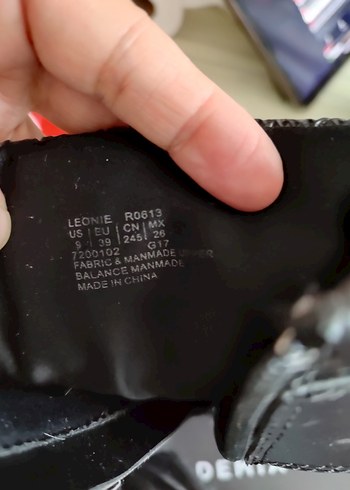 LEONIE R0613
US | EU | CN | MX
9 | 39 | 245 | 26
7200102 G17
FABRIC & MANMADE UPPER
BALANCE MANMADE
MADE IN CHINA